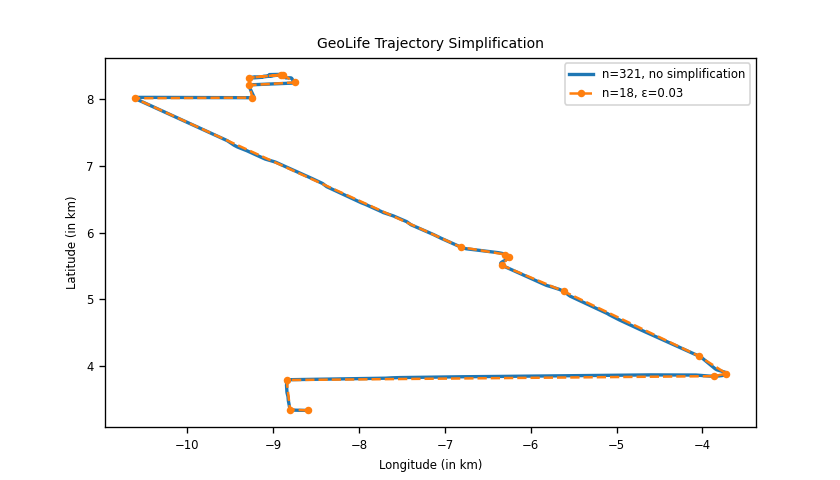 GeoLife Trajectory Simplification
n=321, no simplification
n=18, ε=0.03
8
7
6
5
4
Latitude (in km)
−10
−9
−8
−7
−6
−5
−4
Longitude (in km)